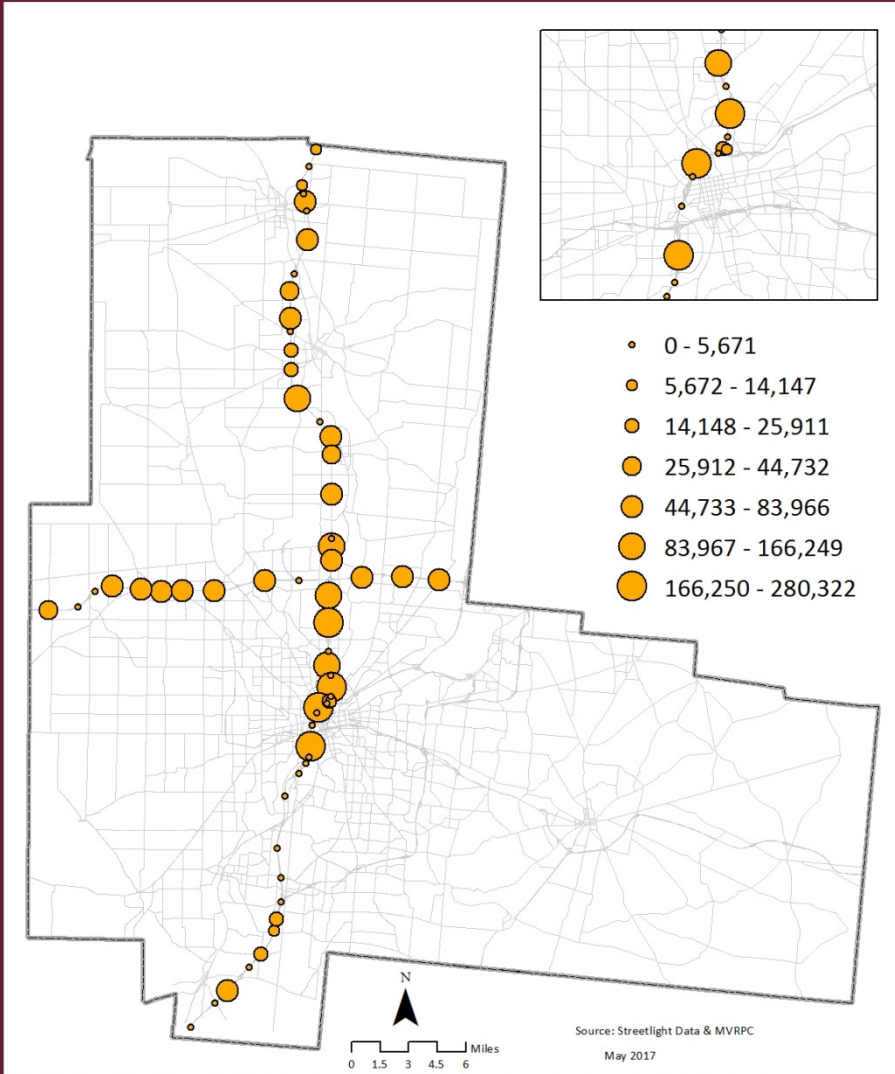 0 - 5,671
5,672 - 14,147
14,148 - 25,911
25,912 - 44,732
44,733 - 83,966
83,967 - 166,249
166,250 - 280,322
N
Miles
0 1.5 3 4.5 6
Source: Streetlight Data & MVRPC
May 2017